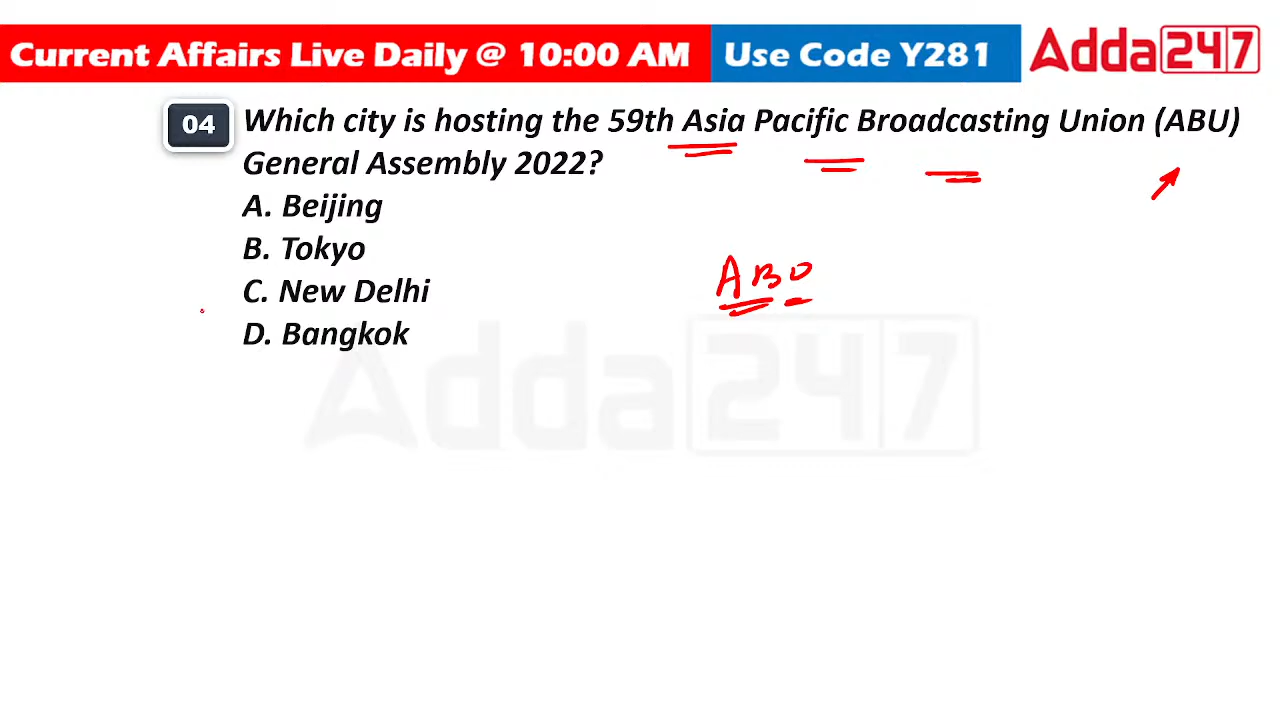 Current Affairs Live Daily @ 10:00 AM Use Code Y281 Adda247
04 Which city is hosting the 59th Asia Pacific Broadcasting Union (ABU)
General Assembly 2022?
A. Beijing
B. Tokyo
ABU
C. New Delhi
D. Bangkok
Adda247